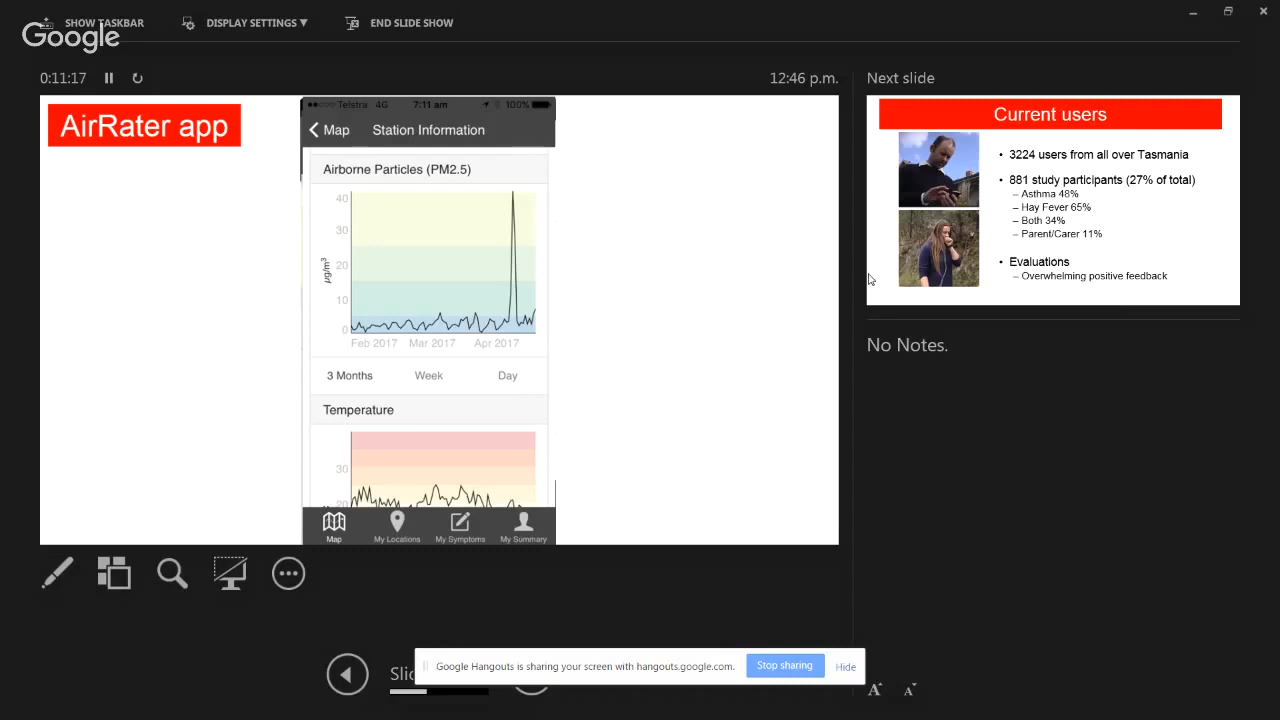 SHOW TASKBAR
DISPLAY SETTINGS ▼
END SLIDE SHOW
Google
0:11:17
12:46 p.m.
Next slide
AirRater app
Telstra 4G 7:11 am 100%
Map Station Information
Airborne Particles (PM2.5)
40
30
20
10
0
µg/m³
Feb 2017 Mar 2017 Apr 2017
3 Months Week Day
Temperature
30
20
Map My Locations My Symptoms My Summary
Current users
• 3224 users from all over Tasmania
• 881 study participants (27% of total)
– Asthma 48%
– Hay Fever 65%
– Both 34%
– Parent/Carer 11%
• Evaluations
– Overwhelming positive feedback
No Notes.
Google Hangouts is sharing your screen with hangouts.google.com.
Stop sharing
Hide
A A